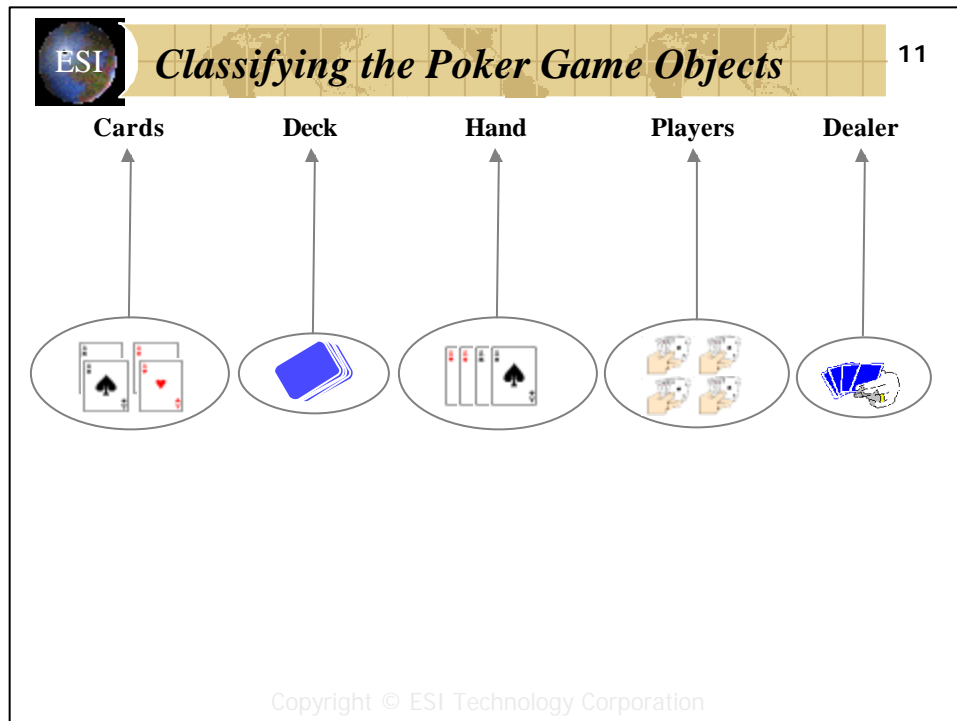 ESI
Classifying the Poker Game Objects
11
Cards Deck Hand Players Dealer
Copyright © ESI Technology Corporation